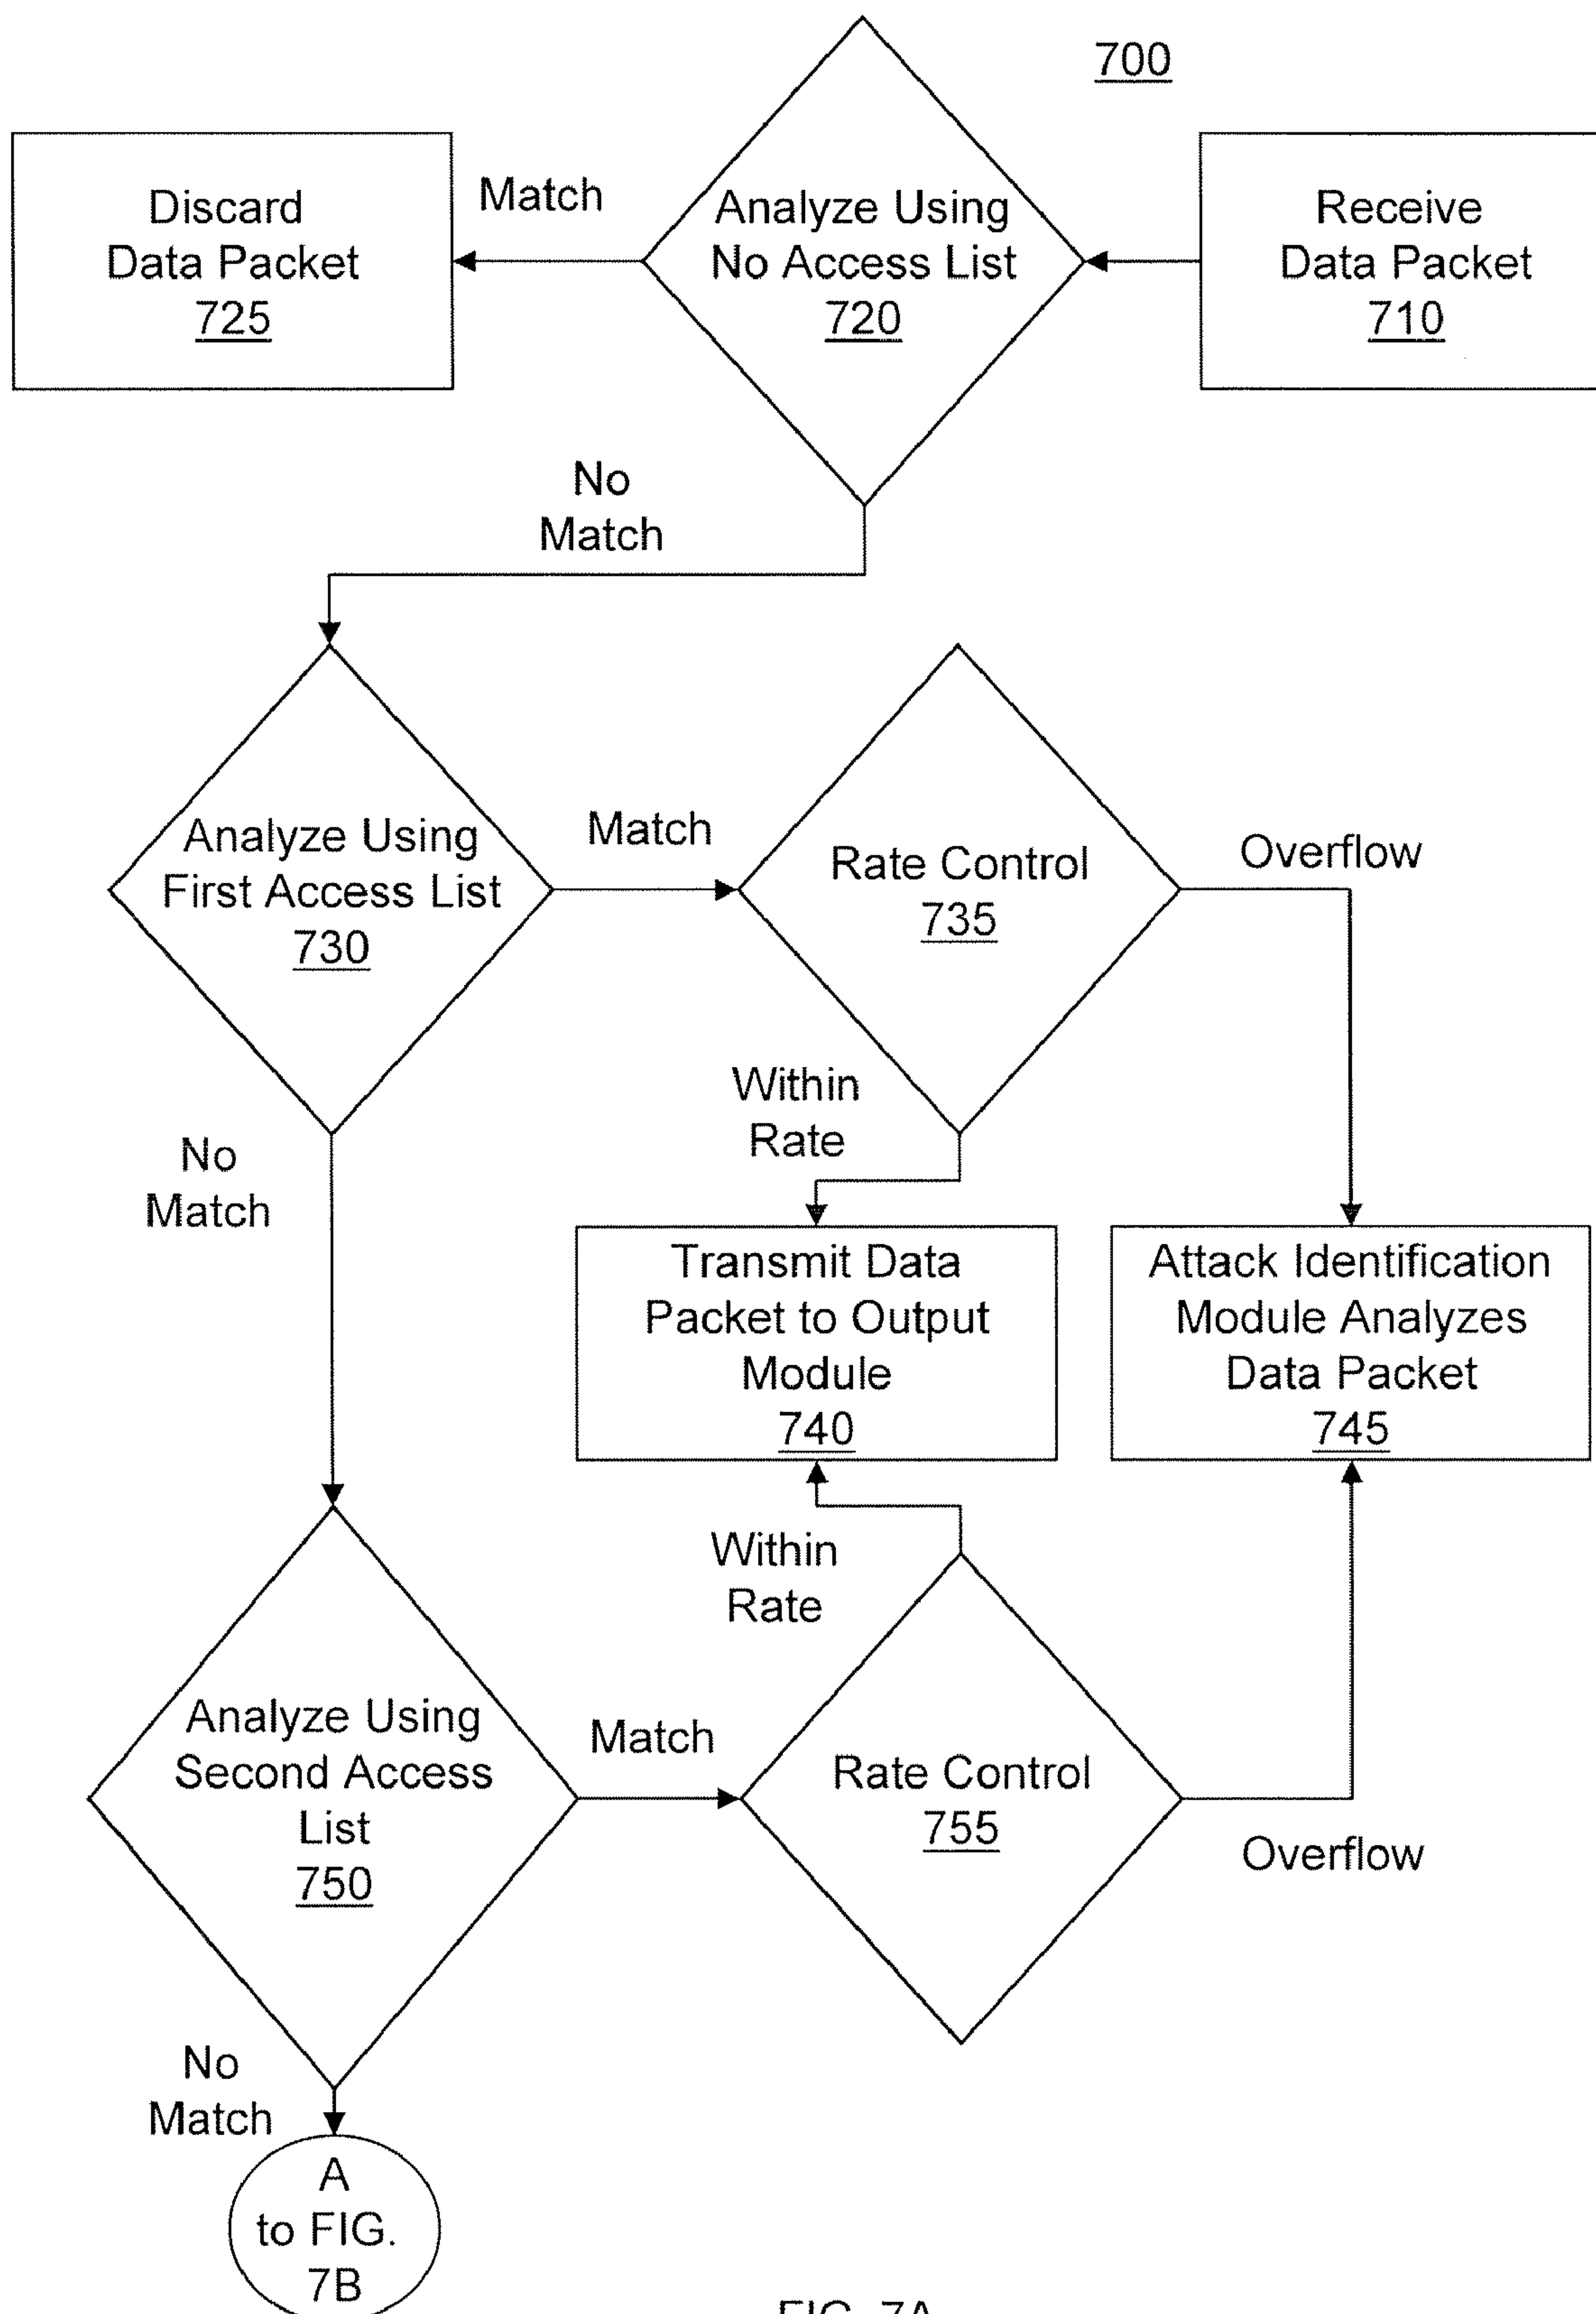 700
Discard
Data Packet
725
Match
Analyze Using
No Access List
720
Receive
Data Packet
710
No
Match
Analyze Using
First Access List
730
Match
Rate Control
735
Overflow
Within
Rate
No
Match
Transmit Data
Packet to Output
Module
740
Attack Identification
Module Analyzes
Data Packet
745
Within
Rate
Analyze Using
Second Access
List
750
Match
Rate Control
755
Overflow
No
Match
A
to FIG.
7B
FIG. 7A